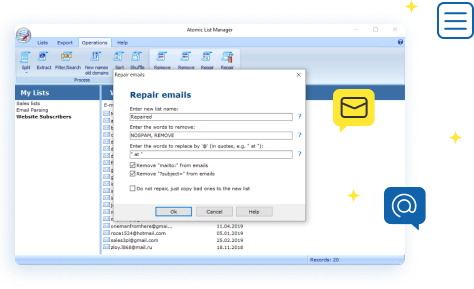 Atomic List Manager
Lists Export Operations Help
Split Extract Filter/Search New names Sort Shuffle Remove Remove Repair Repair
old domains
Process
My Lists
Sales lists
Email Parsing
Website Subscribers
Repair emails
Repair emails
Enter new list name:
Repaired
?
Enter the words to remove:
NOSPAM, REMOVE
?
Enter the words to replace by '@' (in quotes, e.g. " at "):
" at "
?
Remove "mailto:" from emails
Remove "?subject=" from emails
Do not repair, just copy bad ones to the new list
Ok Cancel Help
onemanfromhere@gmai... 11.04.2019
roca1534@hotmail.com 05.01.2019
sales3pl@gmail.com 25.02.2019
zloy.l868@mail.ru 18.11.2018
Records: 20